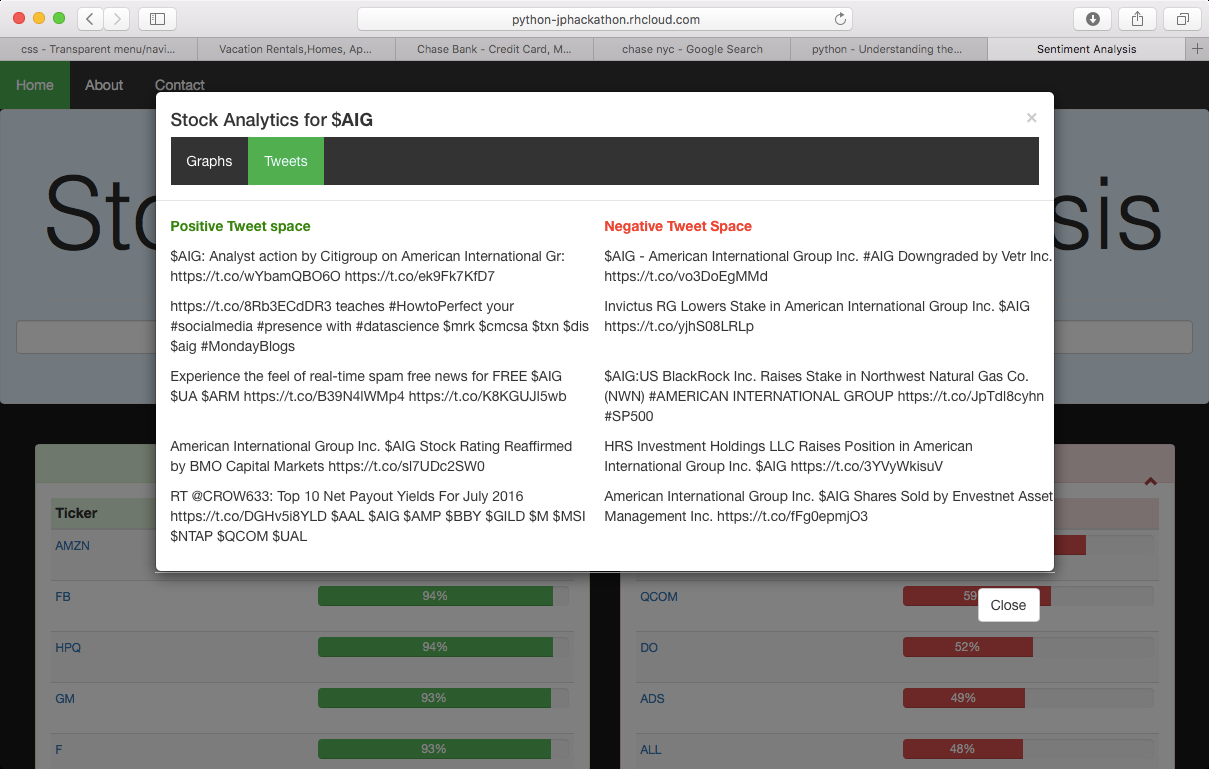 python-jphackathon.rhcloud.com
css - Transparent menu/navi...
Vacation Rentals,Homes, Ap...
Chase Bank - Credit Card, M...
chase nyc - Google Search
python - Understanding the...
Sentiment Analysis
Home
About
Contact
Stock Analytics for $AIG
×
Graphs
Tweets
Positive Tweet space
$AIG: Analyst action by Citigroup on American International Gr:
https://t.co/wYbamQBO6O https://t.co/ek9Fk7KfD7
https://t.co/8Rb3ECdDR3 teaches #HowtoPerfect your
#socialmedia #presence with #datascience $mrk $cmcsa $txn $dis
$aig #MondayBlogs
Experience the feel of real-time spam free news for FREE $AIG
$UA $ARM https://t.co/B39N4lWMp4 https://t.co/K8KGUJl5wb
American International Group Inc. $AIG Stock Rating Reaffirmed
by BMO Capital Markets https://t.co/sl7UDc2SW0
RT @CROW633: Top 10 Net Payout Yields For July 2016
https://t.co/DGHv5i8YLD $AAL $AIG $AMP $BBY $GILD $M $MSI
$NTAP $QCOM $UAL
Negative Tweet Space
$AIG - American International Group Inc. #AIG Downgraded by Vetr Inc.
https://t.co/vo3DoEgMMd
Invictus RG Lowers Stake in American International Group Inc. $AIG
https://t.co/yjhS08LRLp
$AIG:US BlackRock Inc. Raises Stake in Northwest Natural Gas Co.
(NWN) #AMERICAN INTERNATIONAL GROUP https://t.co/JpTdl8cyhn
#SP500
HRS Investment Holdings LLC Raises Position in American
International Group Inc. $AIG https://t.co/3YVyWkisuV
American International Group Inc. $AIG Shares Sold by Envestnet Asset
Management Inc. https://t.co/fFg0epmjO3
Close
Ticker
AMZN
FB 94%
HPQ 94%
GM 93%
F 93%
QCOM 59
DO 52%
ADS 49%
ALL 48%